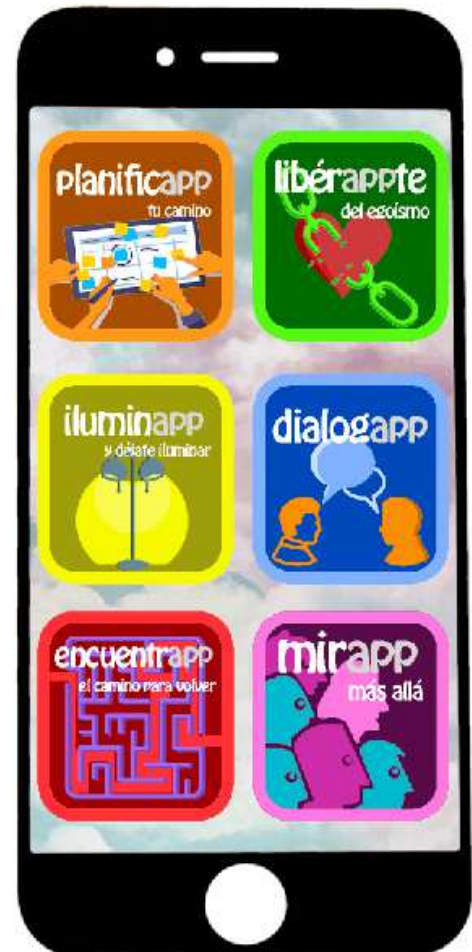 planificapp
tu camino
libérappte
del egoísmo
iluminapp
y déjate iluminar
dialogapp
encuentrapp
el camino para volver
mirapp
más allá